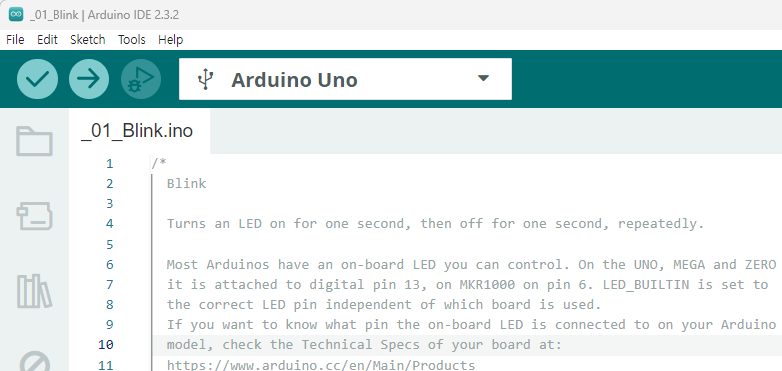 _01_Blink | Arduino IDE 2.3.2
File Edit Sketch Tools Help
Arduino Uno
_01_Blink.ino
1 /*
2 Blink
3
4 Turns an LED on for one second, then off for one second, repeatedly.
5
6 Most Arduinos have an on-board LED you can control. On the UNO, MEGA and ZERO
7 it is attached to digital pin 13, on MKR1000 on pin 6. LED_BUILTIN is set to
8 the correct LED pin independent of which board is used.
9 If you want to know what pin the on-board LED is connected to on your Arduino
10 model, check the Technical Specs of your board at:
11 https://www.arduino.cc/en/Main/Products